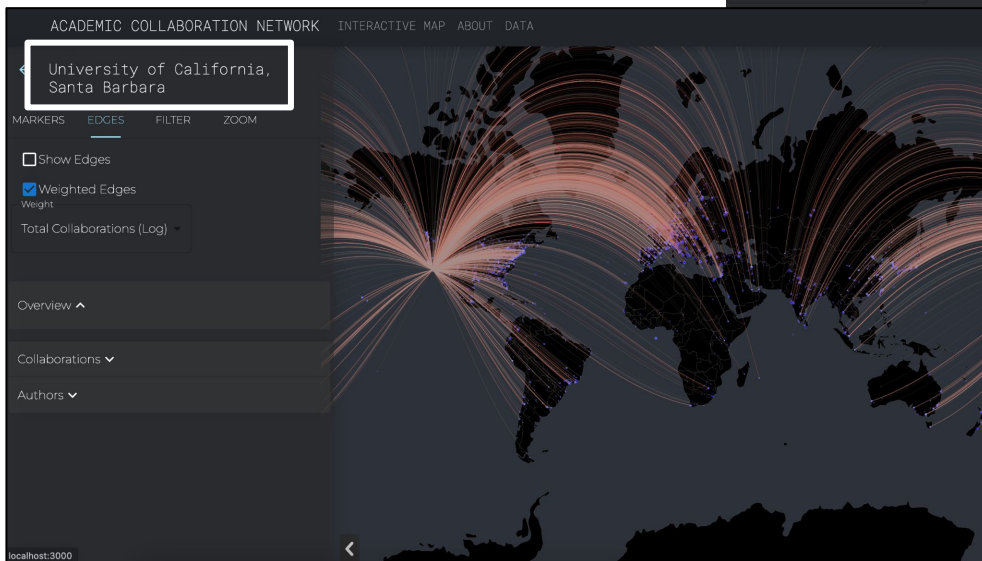 ACADEMIC COLLABORATION NETWORK INTERACTIVE MAP ABOUT DATA
University of California,
Santa Barbara
MARKERS EDGES FILTER ZOOM
Show Edges
Weighted Edges
Weight
Total Collaborations (Log)
Overview
Collaborations
Authors
localhost:3000